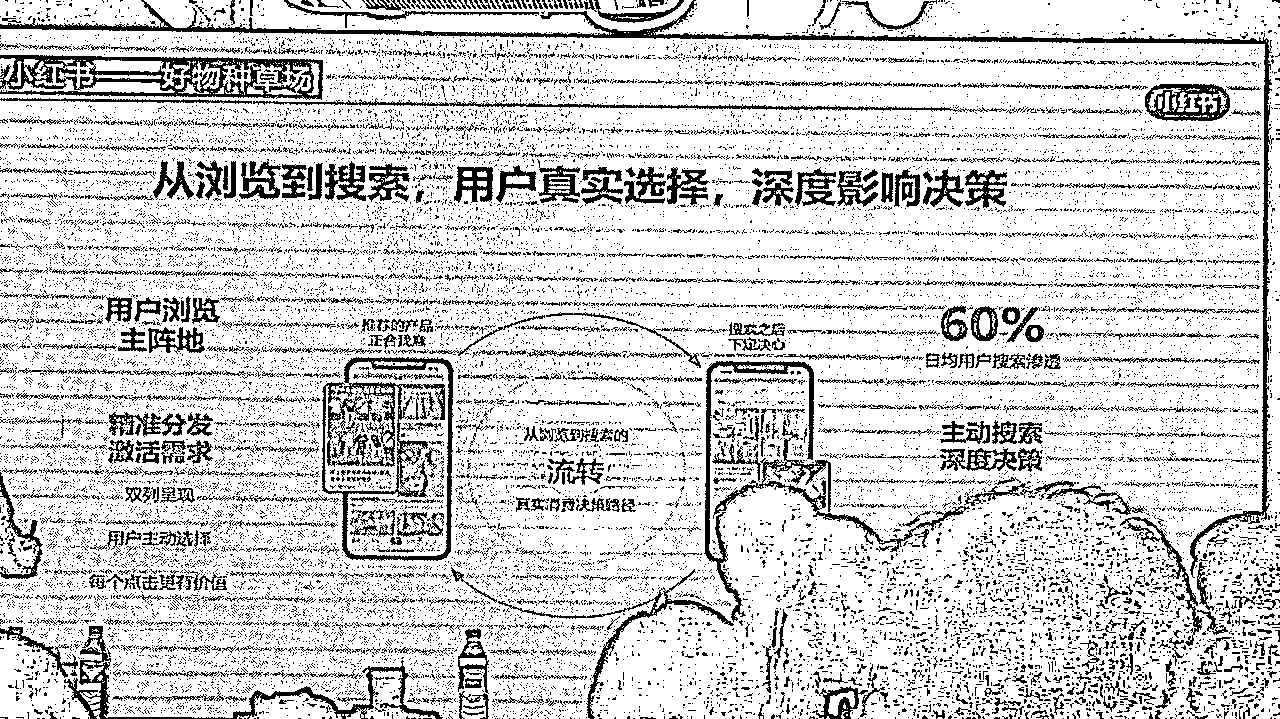 小红书——好物种草场
小红书
从浏览到搜索，用户真实选择，深度影响决策
用户浏览
主阵地
精准分发
激活需求
双列呈现
用户主动选择
每个点击更有价值
推荐的产品
正合我意
从浏览到搜索的
流转
真实消费决策路径
搜索之后
下定决心
60%
日均用户搜索渗透
主动搜索
深度决策